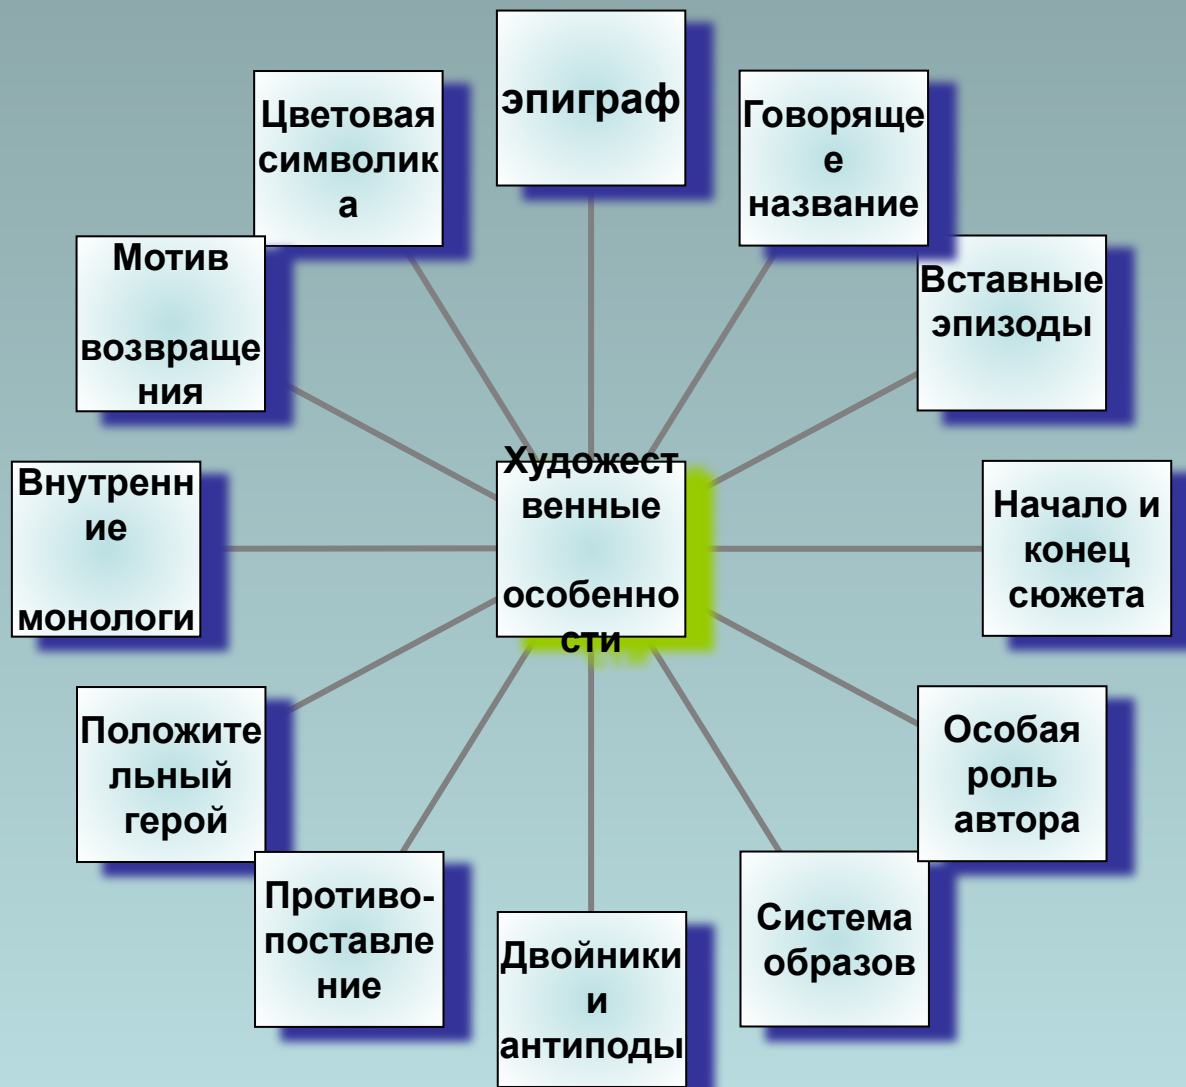 эпиграф
Говоряще
е
название
Вставные
эпизоды
Начало и
конец
сюжета
Особая
роль
автора
Система
образов
Двойники
и
антиподы
Противо-
поставле
ние
Положите
льный
герой
Внутренн
ие
монологи
Мотив
возвраще
ния
Цветовая
символик
а
Художест
венные
особенно
сти